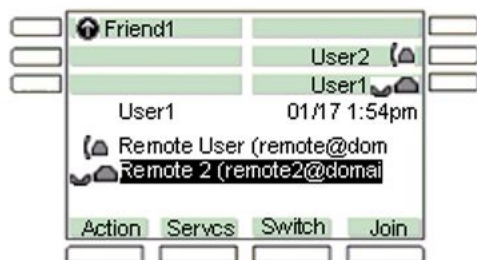 Friend1
User2
User1
User1 01/17 1:54pm
Remote User (remote@dom
Remote 2 (remote2@domai
Action Servcs Switch Join